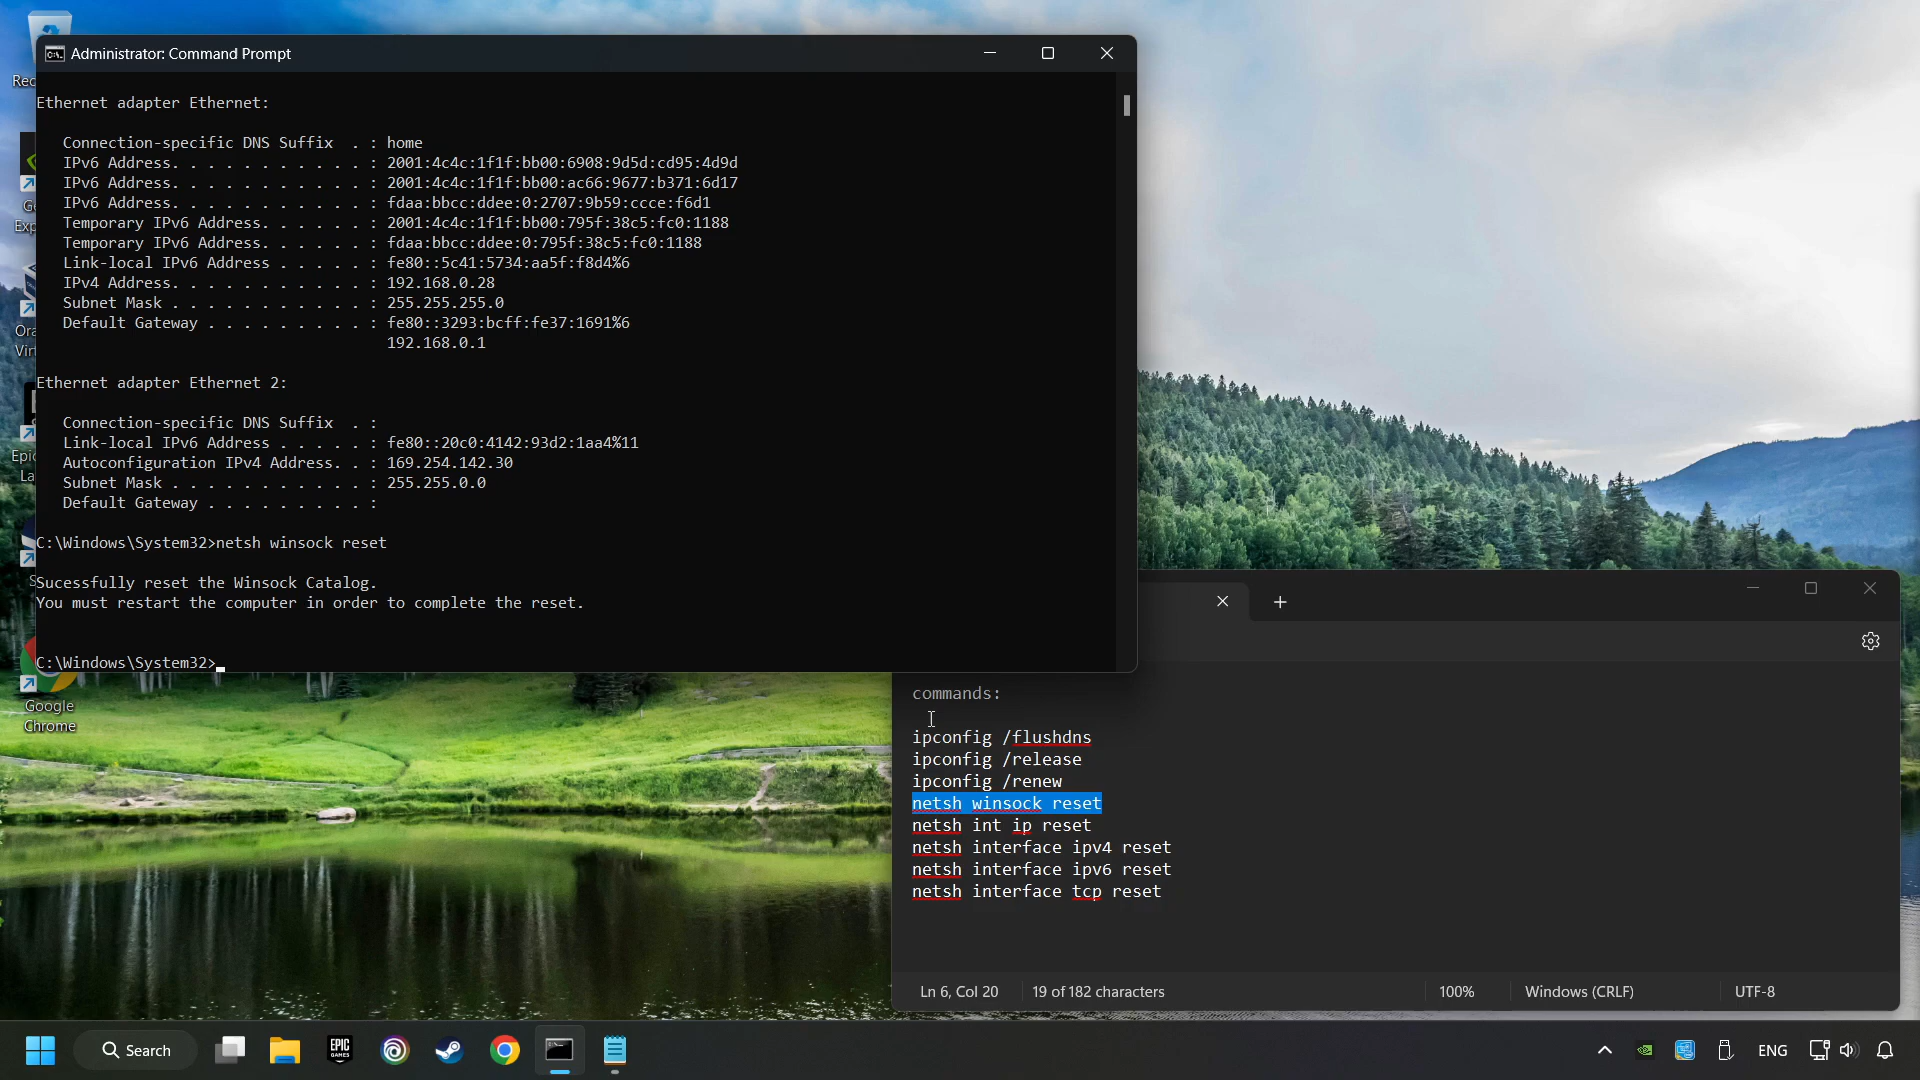 Administrator: Command Prompt
Ethernet adapter Ethernet:
Connection-specific DNS Suffix . : home
IPv6 Address. . . . . . . . . . . : 2001:4c4c:1f1f:bb00:6908:9d5d:cd95:4d9d
IPv6 Address. . . . . . . . . . . : 2001:4c4c:1f1f:bb00:ac66:9677:b371:6d17
IPv6 Address. . . . . . . . . . . : fdaa:bbcc:ddee:0:2707:9b59:ccce:f6d1
Temporary IPv6 Address. . . . . . : 2001:4c4c:1f1f:bb00:795f:38c5:fc0:1188
Temporary IPv6 Address. . . . . . : fdaa:bbcc:ddee:0:795f:38c5:fc0:1188
Link-local IPv6 Address . . . . . : fe80::5c41:5734:aa5f:f8d4%6
IPv4 Address. . . . . . . . . . . : 192.168.0.28
Subnet Mask . . . . . . . . . . . : 255.255.255.0
Default Gateway . . . . . . . . . : fe80::3293:bcff:fe37:1691%6
192.168.0.1
Ethernet adapter Ethernet 2:
Connection-specific DNS Suffix . :
Link-local IPv6 Address . . . . . : fe80::20c0:4142:93d2:1aa4%11
Autoconfiguration IPv4 Address. . : 169.254.142.30
Subnet Mask . . . . . . . . . . . : 255.255.0.0
Default Gateway . . . . . . . . . :
C:\Windows\System32>netsh winsock reset
Sucessfully reset the Winsock Catalog.
You must restart the computer in order to complete the reset.
C:\Windows\System32>
Google
Chrome
commands:
ipconfig /flushdns
ipconfig /release
ipconfig /renew
netsh winsock reset
netsh int ip reset
netsh interface ipv4 reset
netsh interface ipv6 reset
netsh interface tcp reset
Ln 6, Col 20 19 of 182 characters 100% Windows (CRLF) UTF-8
Search
EPIC
GAMES
ENG